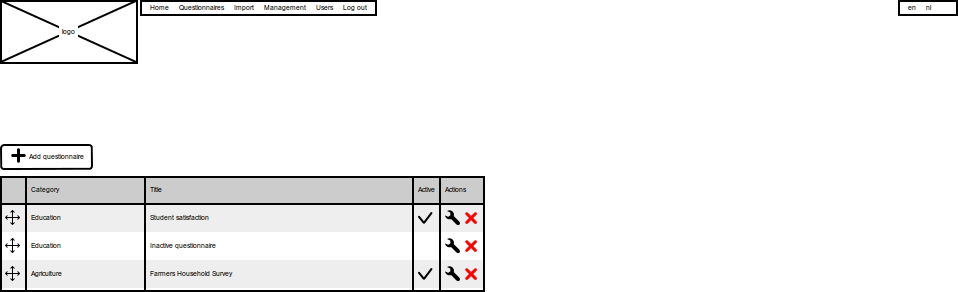 Home Questionnaires Import Management Users Log out
en nl
logo
Add questionnaire
Category Title Active Actions
Education Student satisfaction
Education Inactive questionnaire
Agriculture Farmers Household Survey